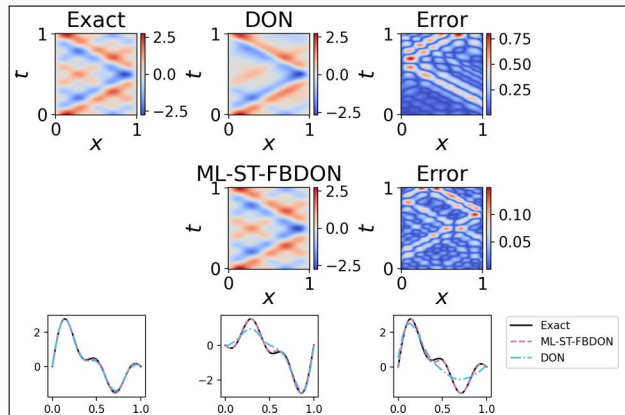 Exact DON Error
1 1 1
2.5 2.5 0.75
τ t t
0.0 0.0 0.50
0.25
0 −2.5 0 −2.5 0
0 1 0 1 0 1
x x x
ML-ST-FBDON Error
1 1
2.5
t t 0.10
0.0
0.05
0 −2.5 0
0 1 0 1
x x
2 0 2
0 −2 0
0.0 0.5 1.0 0.0 0.5 1.0 0.0 0.5 1.0
Exact
ML-ST-FBDON
DON